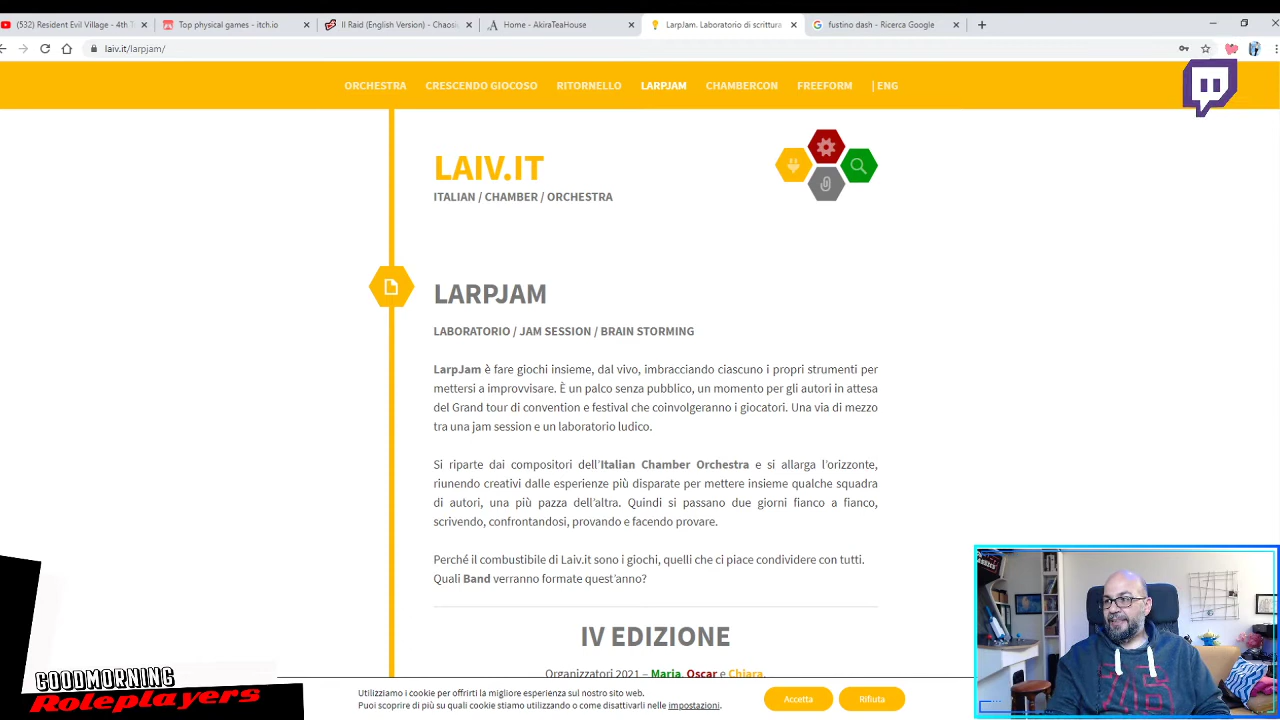 (532) Resident Evil Village - 4th T
Top physical games - itch.io
Il Raid (English Version) - Chaosi
Home - AkiraTeaHouse
LarpJam. Laboratorio di scrittura
fustino dash - Ricerca Google
laiv.it/larpjam/
ORCHESTRA CRESCENDO GIOCOSO RITORNELLO LARPJAM CHAMBERCON FREEFORM | ENG
LAIV.IT
ITALIAN / CHAMBER / ORCHESTRA
LARPJAM
LABORATORIO / JAM SESSION / BRAIN STORMING
LarpJam è fare giochi insieme, dal vivo, imbracciando ciascuno i propri strumenti per
mettersi a improvvisare. È un palco senza pubblico, un momento per gli autori in attesa
del Grand tour di convention e festival che coinvolgeranno i giocatori. Una via di mezzo
tra una jam session e un laboratorio ludico.
Si riparte dai compositori dell'Italian Chamber Orchestra e si allarga l'orizzonte,
riunendo creativi dalle esperienze più disparate per mettere insieme qualche squadra
di autori, una più pazza dell'altra. Quindi si passano due giorni fianco a fianco,
scrivendo, confrontandosi, provando e facendo provare.
Perché il combustibile di Laiv.it sono i giochi, quelli che ci piace condividere con tutti.
Quali Band verranno formate quest'anno?
IV EDIZIONE
Organizzatori 2021 – Maria, Oscar e Chiara.
Utilizziamo i cookie per offrirti la migliore esperienza sul nostro sito web.
Puoi scoprire di più su quali cookie stiamo utilizzando o come disattivarli nelle impostazioni.
Accetta
Rifiuta
GOODMORNING
Roleplayers